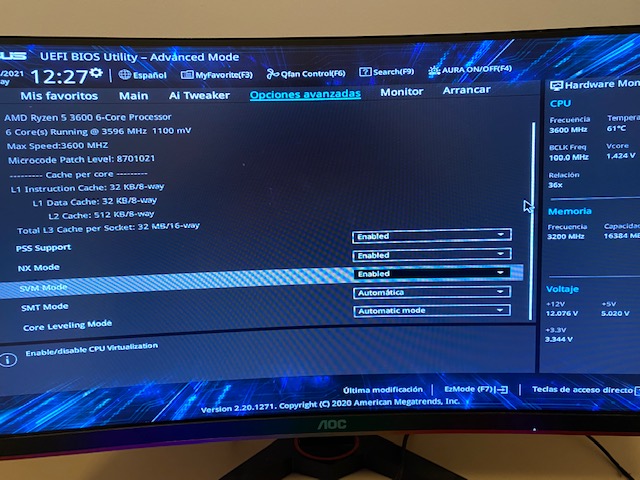 US UEFI BIOS Utility – Advanced Mode
/2021
ay
12:27
Español
MyFavorite(F3)
Qfan Control(F6)
Search(F9)
AURA ON/OFF(F4)
Mis favoritos Main Ai Tweaker Opciones avanzadas Monitor Arrancar
AMD Ryzen 5 3600 6-Core Processor
6 Core(s) Running @ 3596 MHz 1100 mV
Max Speed:3600 MHZ
Microcode Patch Level: 8701021
--------- Cache per core ---------
L1 Instruction Cache: 32 KB/8-way
L1 Data Cache: 32 KB/8-way
L2 Cache: 512 KB/8-way
Total L3 Cache per Socket: 32 MB/16-way
PSS Support Enabled
NX Mode Enabled
SVM Mode Enabled
SMT Mode Automática
Core Leveling Mode Automatic mode
Enable/disable CPU Virtualization
Hardware Mon
CPU
Frecuencia Tempera
3600 MHz 61°C
BCLK Freq Vcore
100.0 MHz 1.424 V
Relación
36x
Memoria
Frecuencia Capacida
3200 MHz 16384 MB
Voltaje
+12V +5V
12.076 V 5.020 V
+3.3V
3.344 V
Última modificación
EzMode (F7)
Teclas de acceso directo
Version 2.20.1271. Copyright (C) 2020 American Megatrends, Inc.
AOC